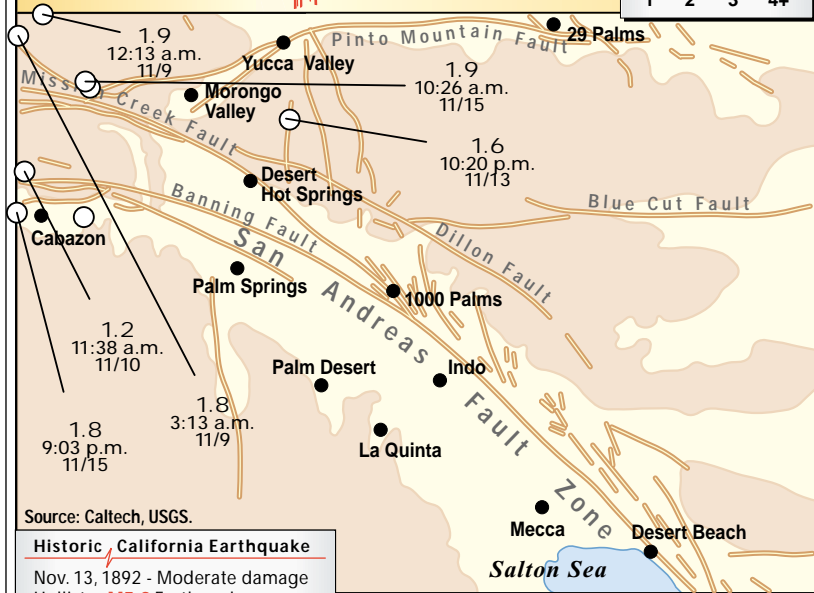 1 2 3 4+
29 Palms
Pinto Mountain Fault
Yucca Valley
1.9
12:13 a.m.
11/9
Mission Creek Fault
Morongo
Valley
1.9
10:26 a.m.
11/15
1.6
10:20 p.m.
11/13
Desert
Hot Springs
Banning Fault
Blue Cut Fault
Dillon Fault
Cabazon
San Andreas Fault Zone
Palm Springs
1000 Palms
1.2
11:38 a.m.
11/10
Palm Desert
Indo
1.8
3:13 a.m.
11/9
1.8
9:03 p.m.
11/15
La Quinta
Source: Caltech, USGS.
Mecca
Desert Beach
Salton Sea
Historic California Earthquake
Nov. 13, 1892 - Moderate damage